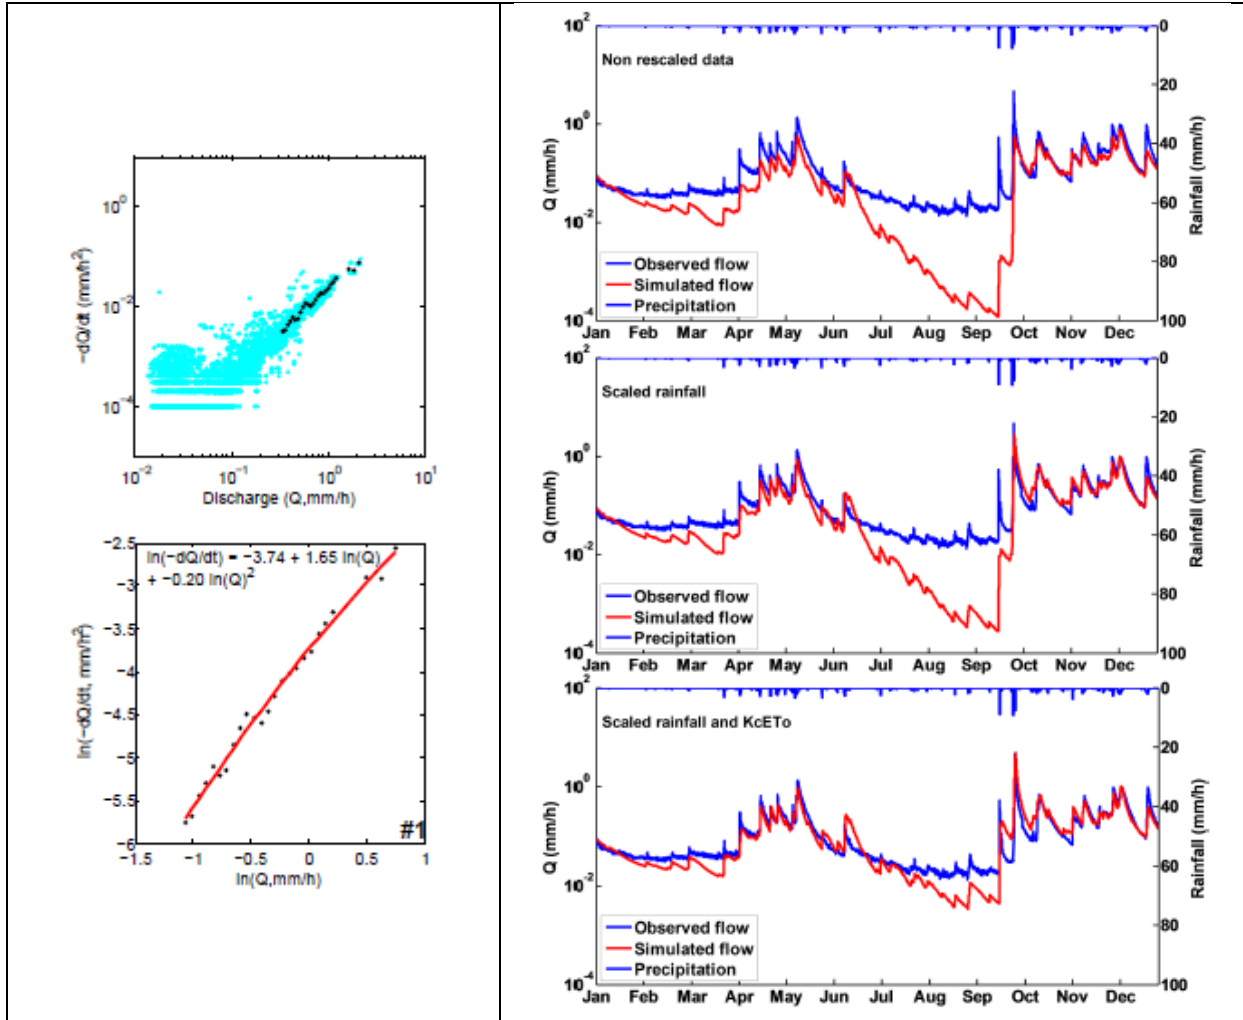 10^0
10^-2
10^-4
-dQ/dt (mm/h^2)
10^-2
10^-1
10^0
10^1
Discharge (Q,mm/h)
ln(-dQ/dt) = -3.74 + 1.65 ln(Q)
+ -0.20 ln(Q)^2
-2.5
-3
-3.5
-4
-4.5
-5
-5.5
-6
ln(-dQ/dt, mm/h^2)
#1
-1.5
-1
-0.5
0
0.5
1
ln(Q,mm/h)
10^2
10^0
10^-2
10^-4
Q (mm/h)
Non rescaled data
Observed flow
Simulated flow
Precipitation
0
20
40
60
80
100
Rainfall (mm/h)
Jan Feb Mar Apr May Jun Jul Aug Sep Oct Nov Dec
10^2
10^0
10^-2
10^-4
Q (mm/h)
Scaled rainfall
Observed flow
Simulated flow
Precipitation
0
20
40
60
80
100
Rainfall (mm/h)
Jan Feb Mar Apr May Jun Jul Aug Sep Oct Nov Dec
10^2
10^0
10^-2
10^-4
Q (mm/h)
Scaled rainfall and KcETo
Observed flow
Simulated flow
Precipitation
0
20
40
60
80
100
Rainfall (mm/h)
Jan Feb Mar Apr May Jun Jul Aug Sep Oct Nov Dec